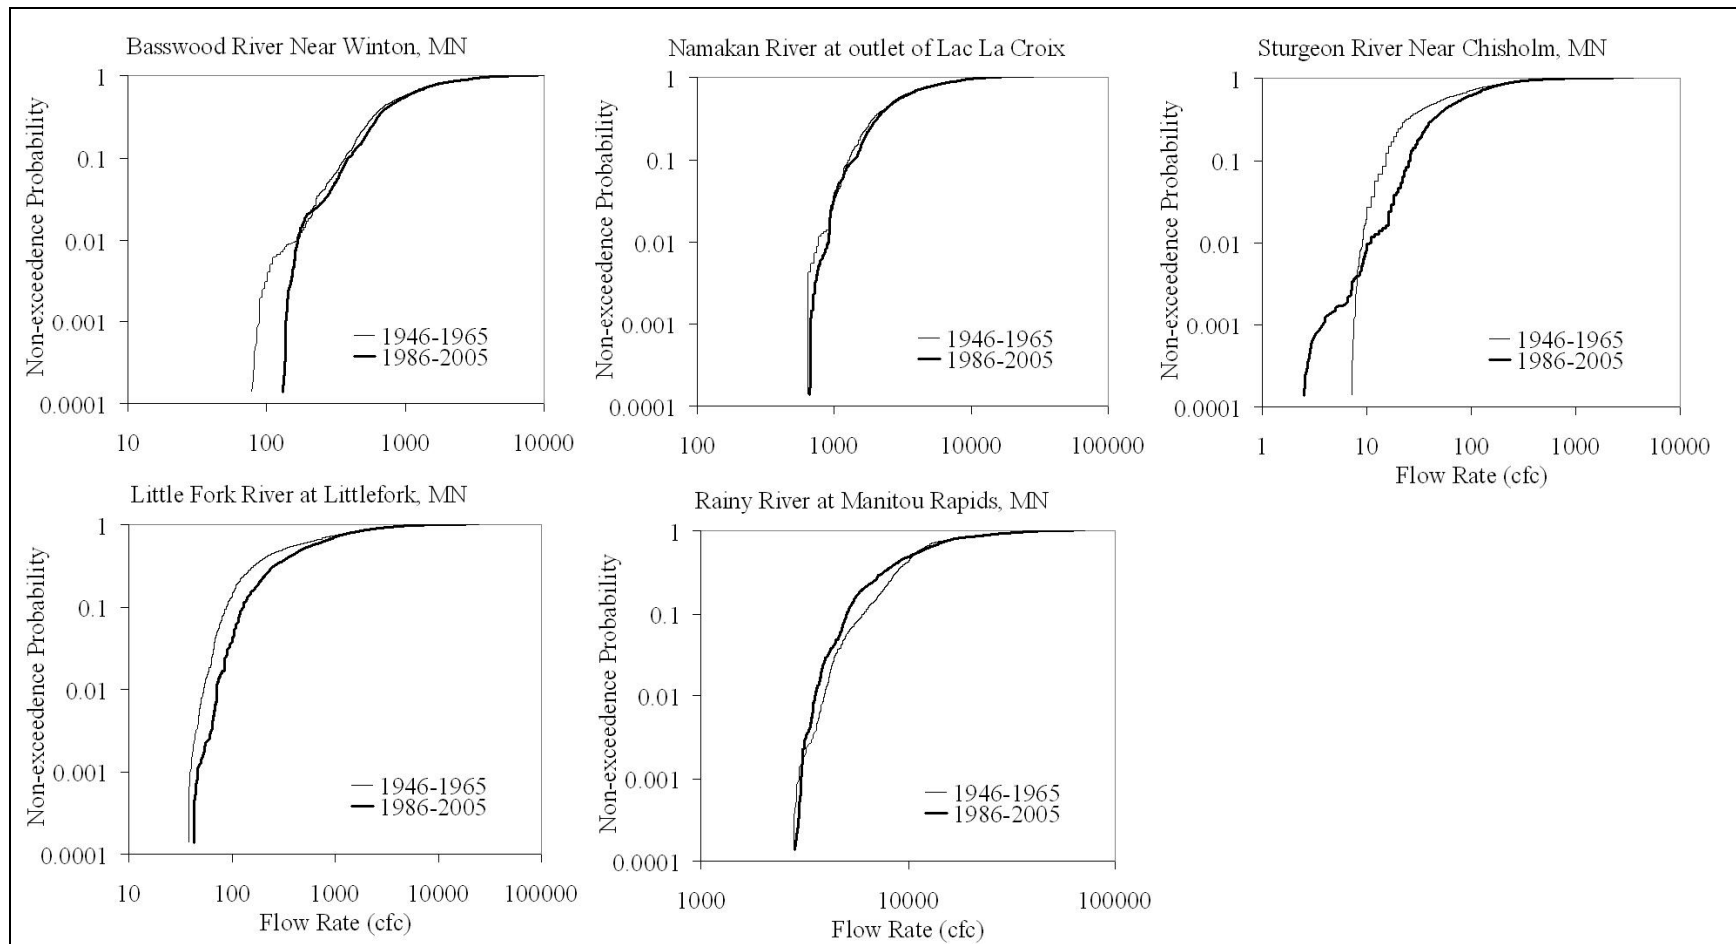 Basswood River Near Winton, MN
Non-exceedence Probability
1
0.1
0.01
0.001
0.0001
1946-1965
1986-2005
10 100 1000 10000
Namakan River at outlet of Lac La Croix
Non-exceedence Probability
1
0.1
0.01
0.001
0.0001
1946-1965
1986-2005
100 1000 10000 100000
Sturgeon River Near Chisholm, MN
Non-exceedence Probability
1
0.1
0.01
0.001
0.0001
1946-1965
1986-2005
1 10 100 1000 10000
Flow Rate (cfc)
Little Fork River at Littlefork, MN
Non-exceedence Probability
1
0.1
0.01
0.001
0.0001
1946-1965
1986-2005
10 100 1000 10000 100000
Flow Rate (cfc)
Rainy River at Manitou Rapids, MN
Non-exceedence Probability
1
0.1
0.01
0.001
0.0001
1946-1965
1986-2005
1000 10000 100000
Flow Rate (cfc)